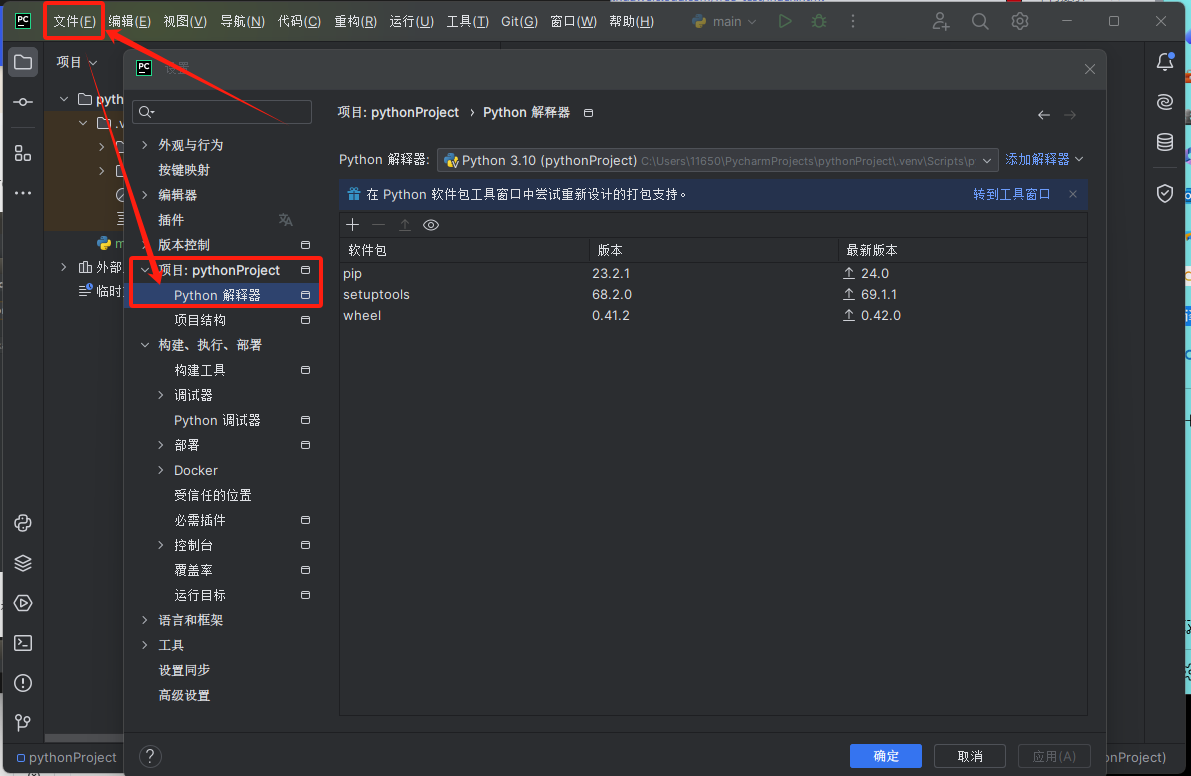 PC 文件(F) 编辑(E) 视图(V) 导航(N) 代码(C) 重构(R) 运行(U) 工具(T) Git(G) 窗口(W) 帮助(H) main
项目
PC 设置
pyth
.v
外部
临时
外观与行为
按键映射
编辑器
插件
版本控制
项目: pythonProject
Python 解释器
项目结构
构建、执行、部署
构建工具
调试器
Python 调试器
部署
Docker
受信任的位置
必需插件
控制台
覆盖率
运行目标
语言和框架
工具
设置同步
高级设置
项目: pythonProject › Python 解释器
Python 解释器: Python 3.10 (pythonProject) C:\Users\11650\PycharmProjects\pythonProject\.venv\Scripts\p 添加解释器
在 Python 软件包工具窗口中尝试重新设计的打包支持。 转到工具窗口
软件包 版本 最新版本
pip 23.2.1 24.0
setuptools 68.2.0 69.1.1
wheel 0.41.2 0.42.0
? 确定 取消 应用(A)
pythonProject onProject)